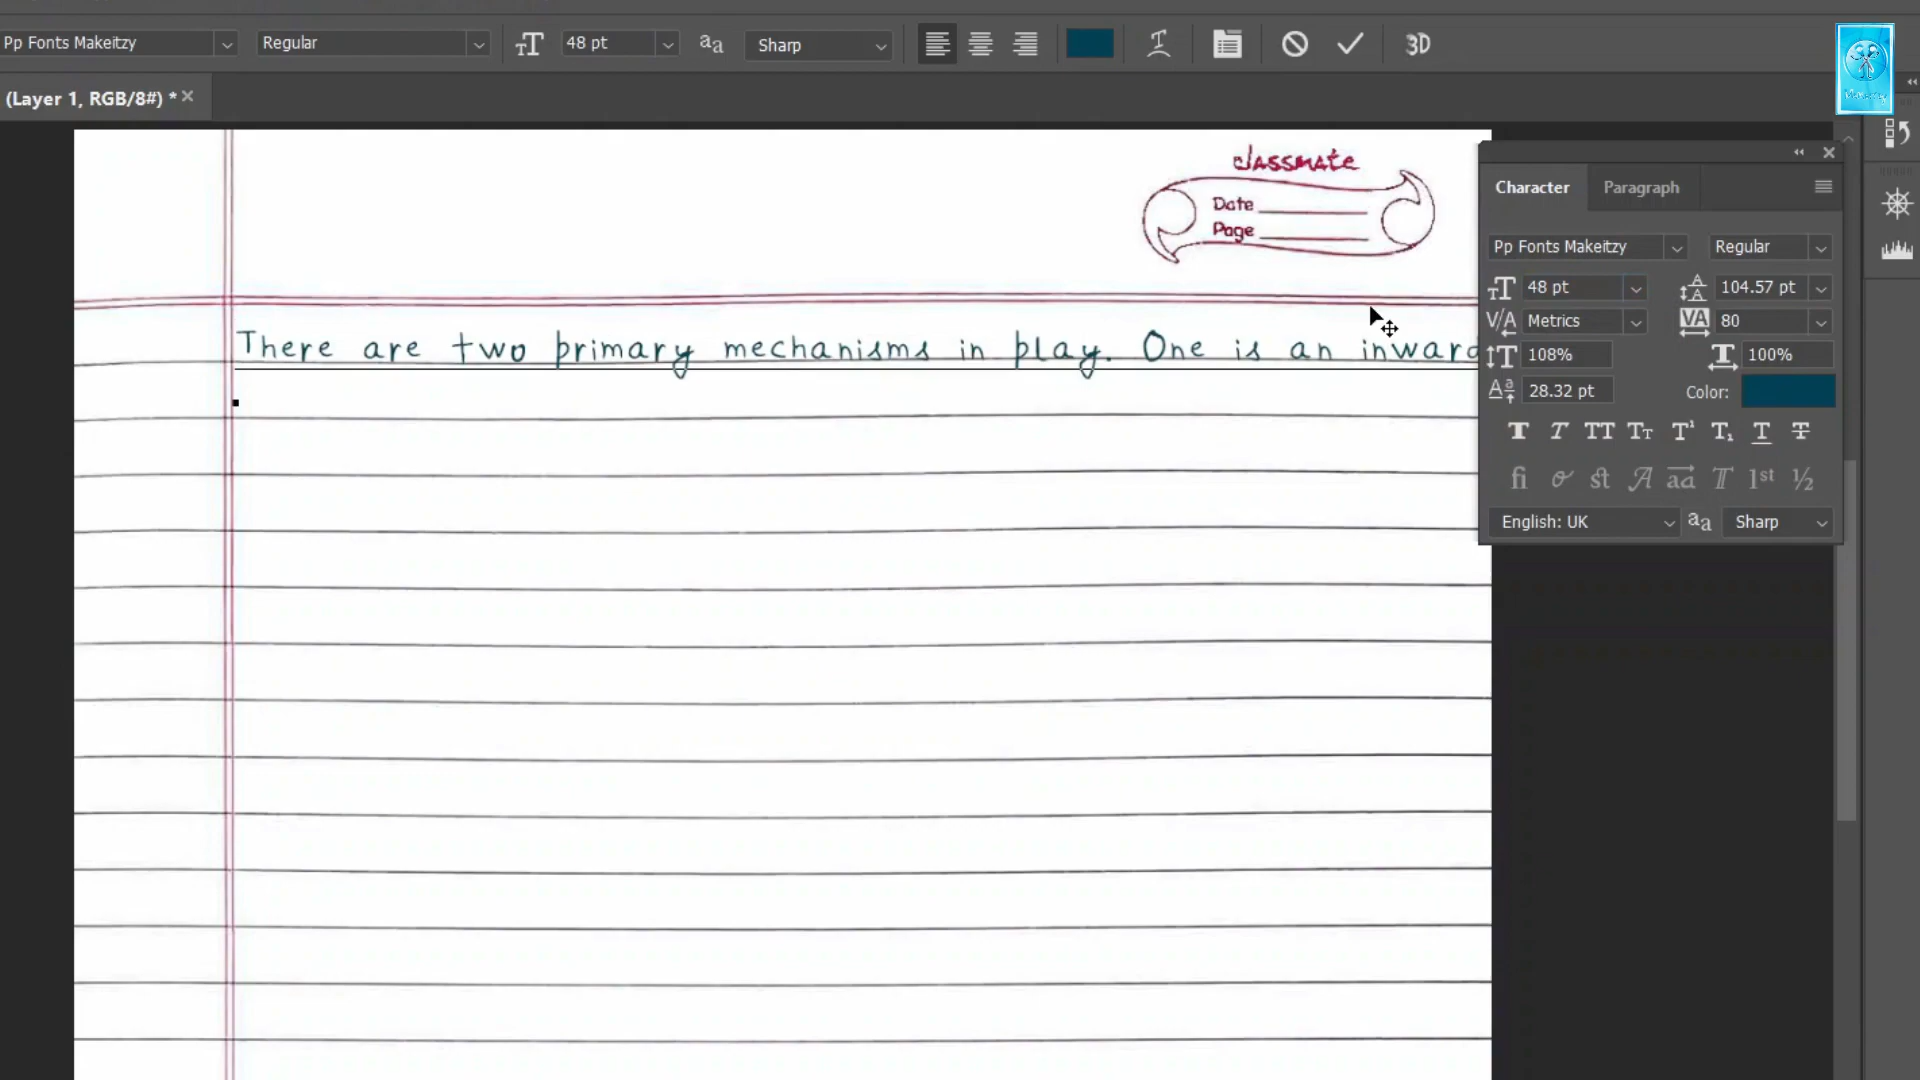 Pp Fonts Makeitzy Regular 48 pt Sharp 3D
(Layer 1, RGB/8#) *
classmate
Date
Page
There are two primary mechanisms in play. One is an inward
Character Paragraph
Pp Fonts Makeitzy Regular
48 pt 104.57 pt
Metrics 80
108% 100%
28.32 pt Color:
English: UK Sharp